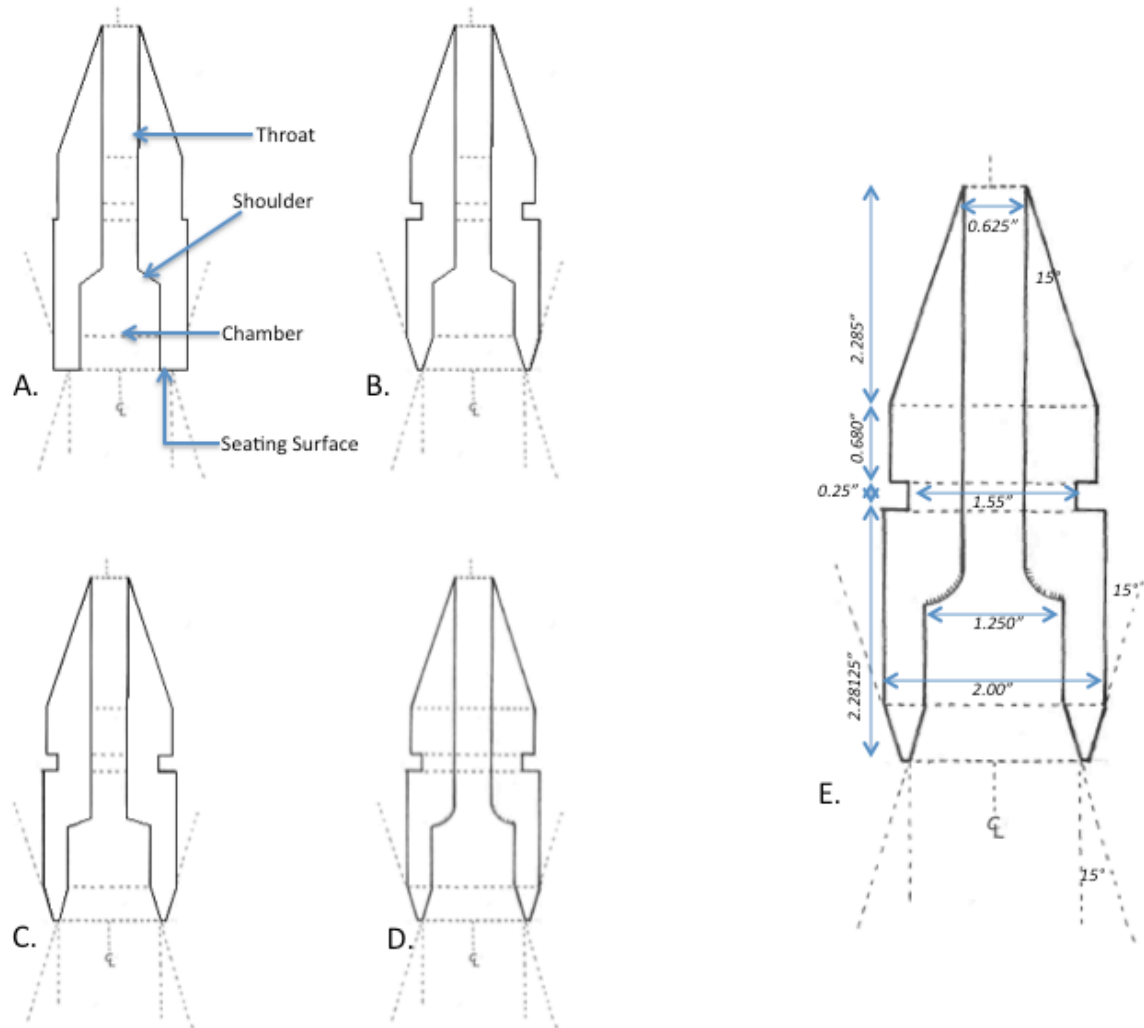 Throat
Shoulder
Chamber
A.
B.
℄
Seating Surface
C.
℄
D.
℄
0.625"
15°
2.285"
0.680"
0.25"
1.55"
15°
1.250"
2.28125"
2.00"
E.
℄
15°